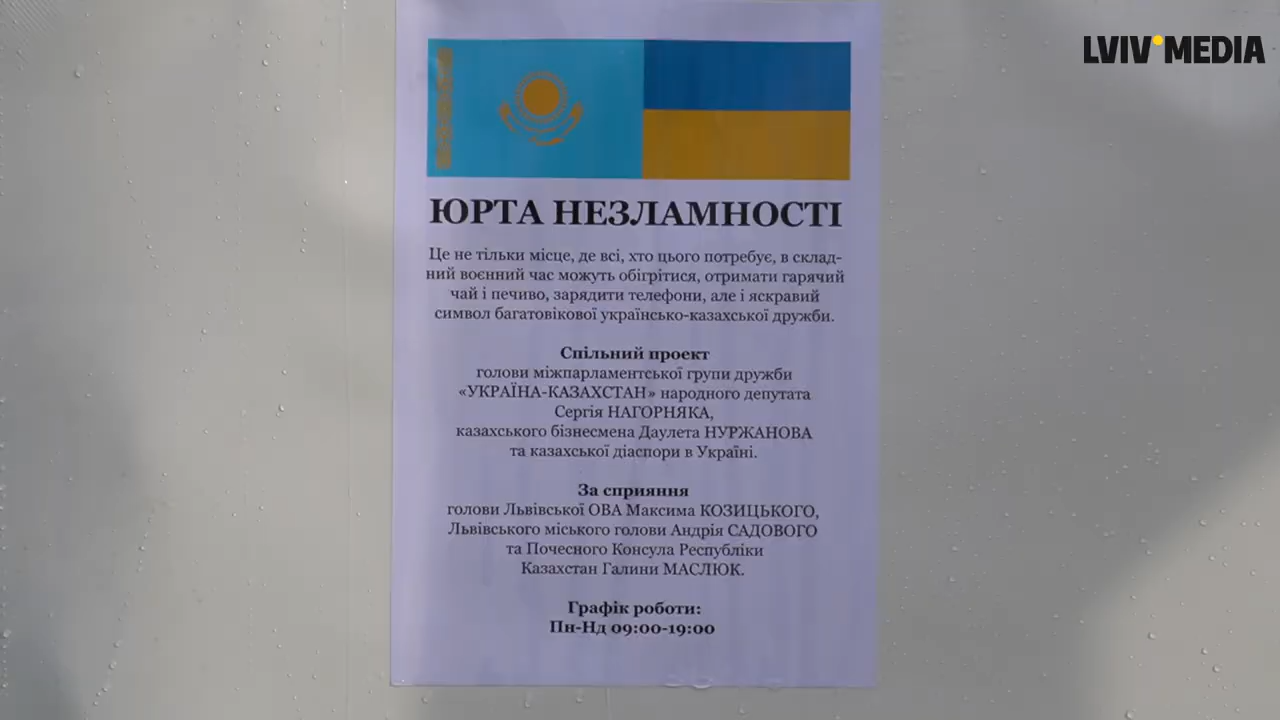 LVIV MEDIA
ЮРТА НЕЗЛАМНОСТІ
Це не тільки місце, де всі, хто цього потребує, в склад-
ний воєнний час можуть обігрітися, отримати гарячий
чай і печиво, зарядити телефони, але і яскравий
символ багатовікової українсько-казахської дружби.
Спільний проект
голови міжпарламентської групи дружби
«УКРАЇНА-КАЗАХСТАН» народного депутата
Сергія НАГОРНЯКА,
казахського бізнесмена Даулета НУРЖАНОВА
та казахської діаспори в Україні.
За сприяння
голови Львівської ОВА Максима КОЗИЦЬКОГО,
Львівського міського голови Андрія САДОВОГО
та Почесного Консула Республіки
Казахстан Галини МАСЛЮК.
Графік роботи:
Пн-Нд 09:00-19:00